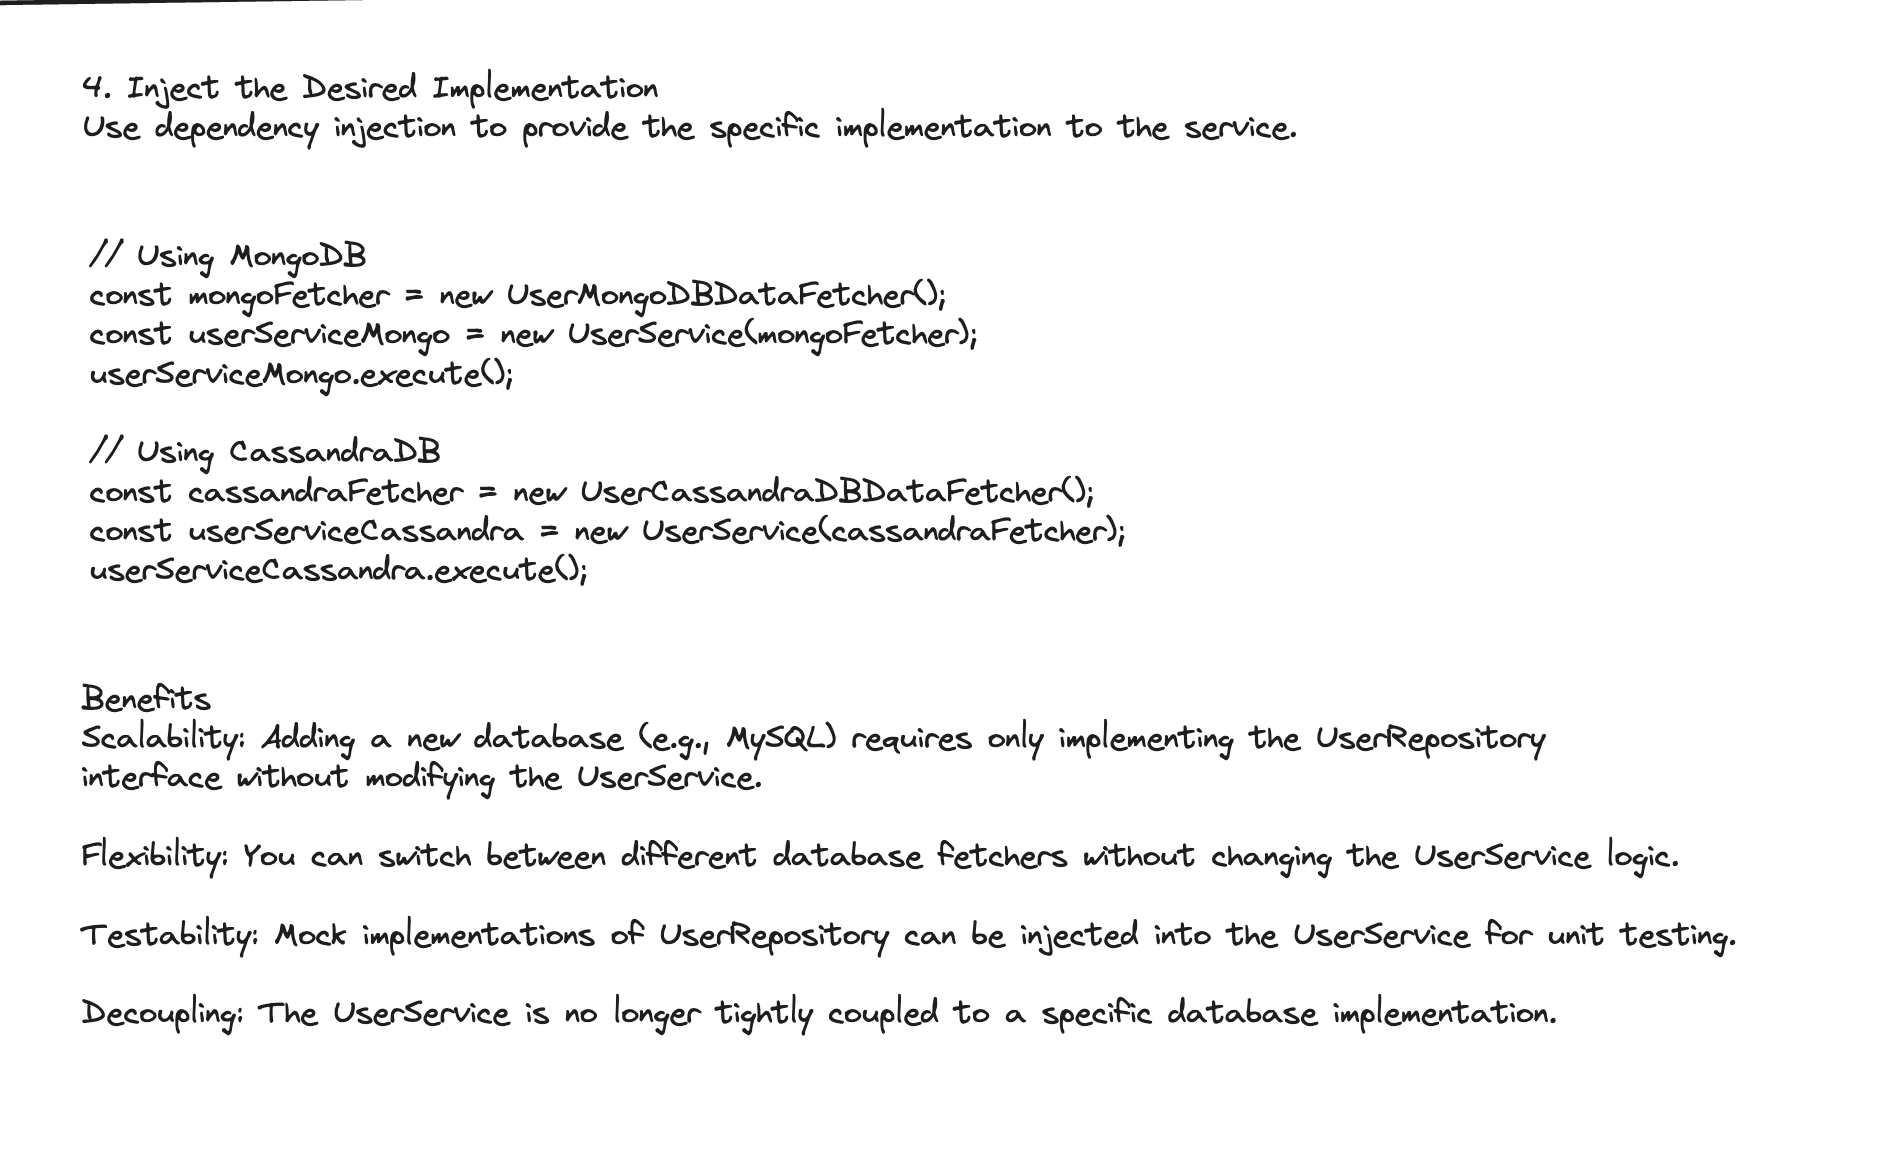 4. Inject the Desired Implementation
Use dependency injection to provide the specific implementation to the service.
// Using MongoDB
const mongoFetcher = new UserMongoDBDataFetcher();
const userServiceMongo = new UserService(mongoFetcher);
userServiceMongo.execute();
// Using CassandraDB
const cassandraFetcher = new UserCassandraDBDataFetcher();
const userServiceCassandra = new UserService(cassandraFetcher);
userServiceCassandra.execute();
Benefits
Scalability: Adding a new database (e.g., MySQL) requires only implementing the UserRepository
interface without modifying the UserService.
Flexibility: You can switch between different database fetchers without changing the UserService logic.
Testability: Mock implementations of UserRepository can be injected into the UserService for unit testing.
Decoupling: The UserService is no longer tightly coupled to a specific database implementation.